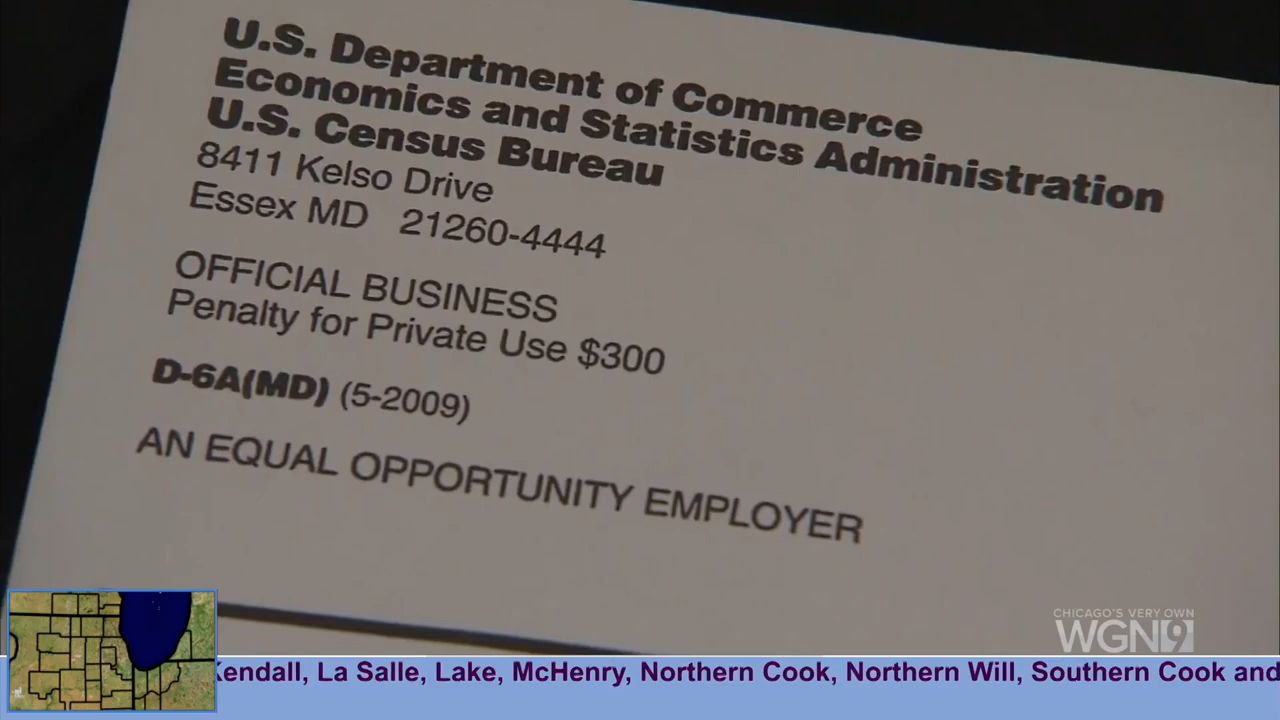 U.S. Department of Commerce
Economics and Statistics Administration
U.S. Census Bureau
8411 Kelso Drive
Essex MD 21260-4444
OFFICIAL BUSINESS
Penalty for Private Use $300
D-6A(MD) (5-2009)
AN EQUAL OPPORTUNITY EMPLOYER
CHICAGO'S VERY OWN
WGN9
Kendall, La Salle, Lake, McHenry, Northern Cook, Northern Will, Southern Cook and